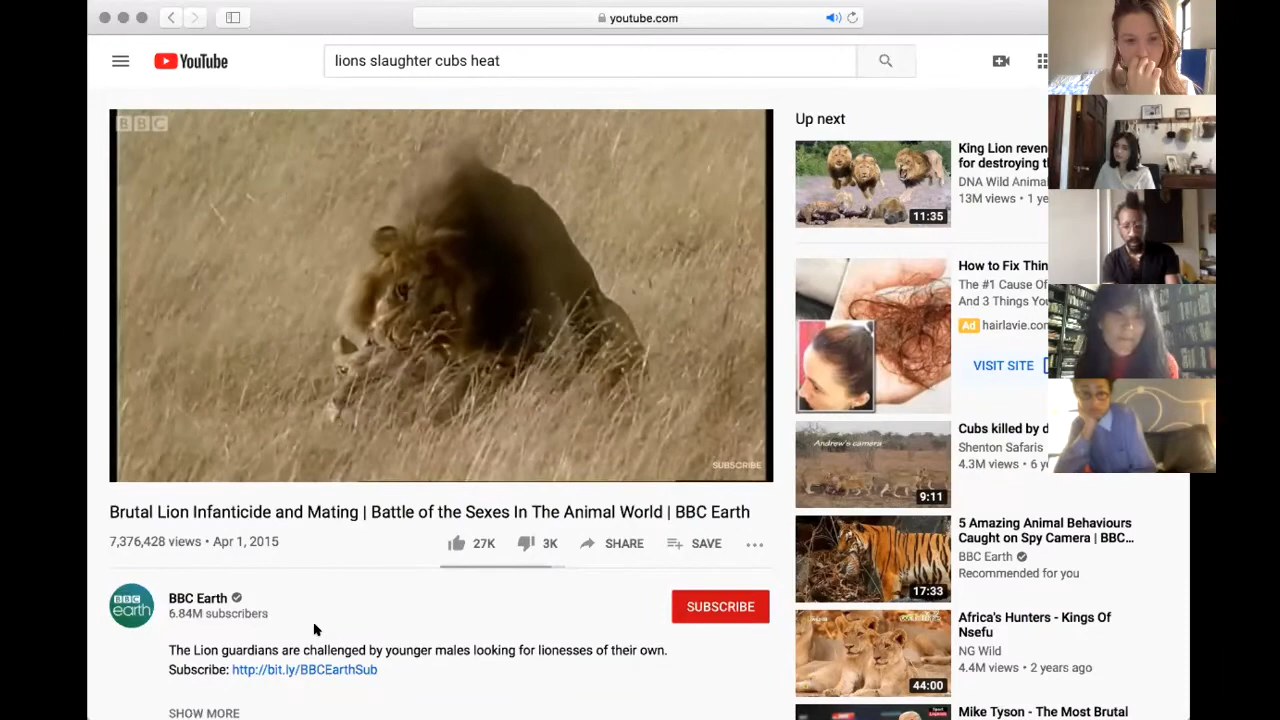 youtube.com
YouTube
lions slaughter cubs heat
BBC
SUBSCRIBE
Brutal Lion Infanticide and Mating | Battle of the Sexes In The Animal World | BBC Earth
7,376,428 views • Apr 1, 2015
27K
3K
SHARE
SAVE
BBC
earth
BBC Earth
6.84M subscribers
SUBSCRIBE
The Lion guardians are challenged by younger males looking for lionesses of their own.
Subscribe: http://bit.ly/BBCEarthSub
SHOW MORE
Up next
11:35
King Lion
for destroying
DNA Wild
13M views • 1
How to Fix
The #1 Cause
And 3 Things
Ad hairlavie.com
VISIT SITE
Andrew's camera
9:11
Cubs killed by
Shenton Safaris
4.3M views • 6
17:33
5 Amazing Animal Behaviours
Caught on Spy Camera | BBC...
BBC Earth
Recommended for you
44:00
Africa's Hunters - Kings Of
Nsefu
NG Wild
4.4M views • 2 years ago
Mike Tyson - The Most Brutal